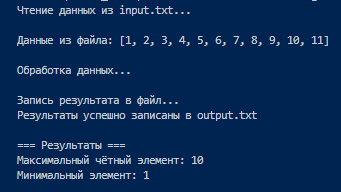 Чтение данных из input.txt...
Данные из файла: [1, 2, 3, 4, 5, 6, 7, 8, 9, 10, 11]
Обработка данных...
Запись результата в файл...
Результаты успешно записаны в output.txt
=== Результаты ===
Максимальный чётный элемент: 10
Минимальный элемент: 1